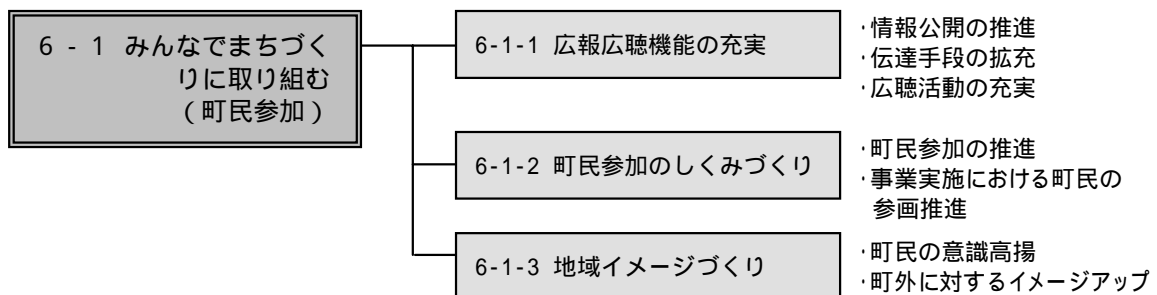 6 - 1 みんなでまちづく
りに取り組む
(町民参加)
6-1-1 広報広聴機能の充実
・情報公開の推進
・伝達手段の拡充
・広聴活動の充実
6-1-2 町民参加のしくみづくり
・町民参加の推進
・事業実施における町民の
参画推進
6-1-3 地域イメージづくり
・町民の意識高揚
・町外に対するイメージアップ